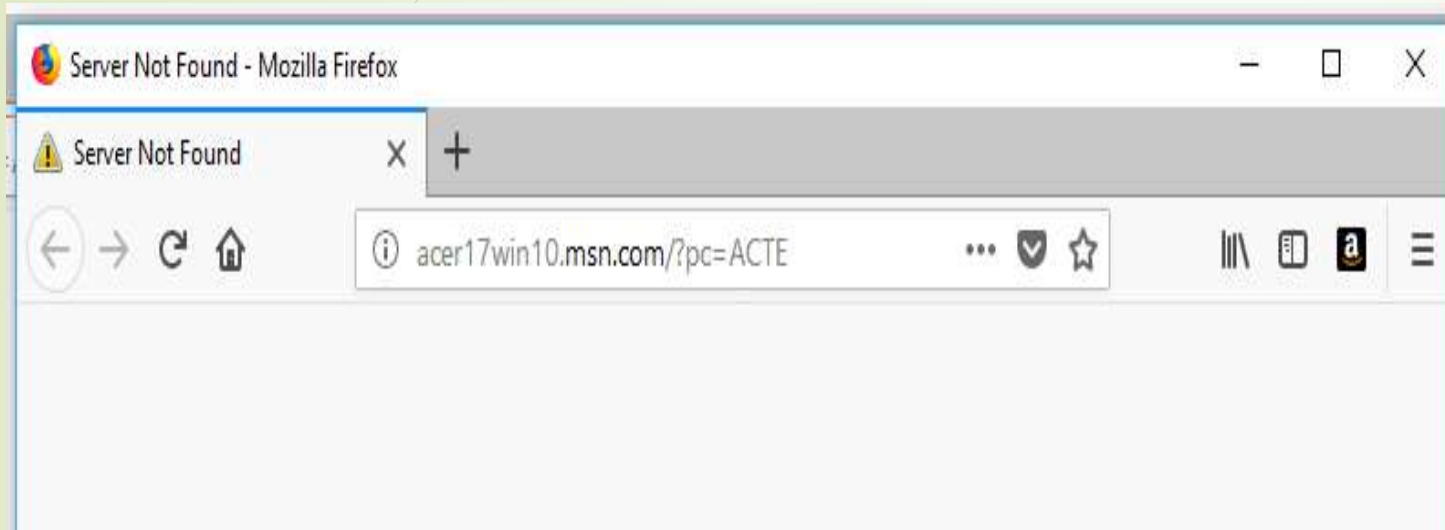 Server Not Found - Mozilla Firefox
Server Not Found
acer17win10.msn.com/?pc=ACTE